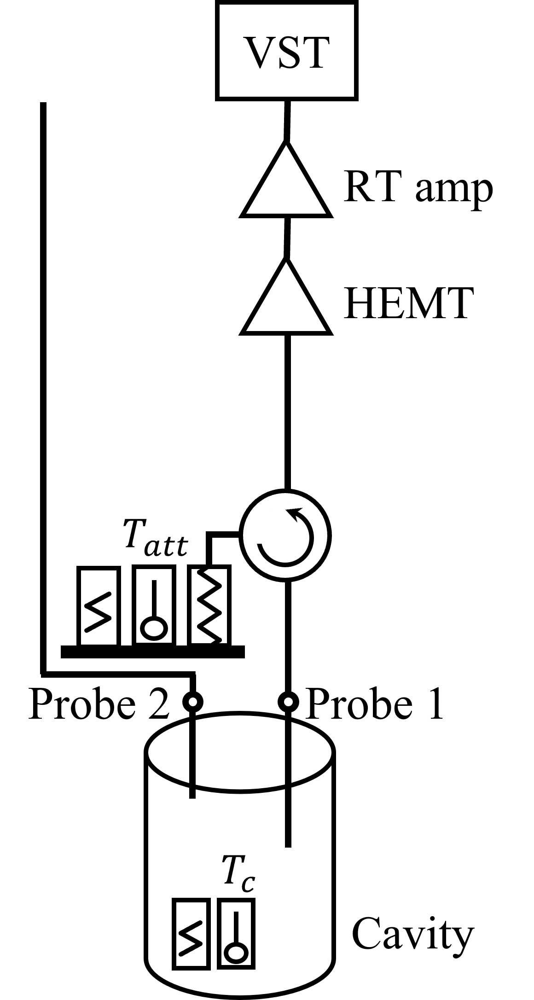 VST
RT amp
HEMT
T_att
Probe 2
Probe 1
T_c
Cavity